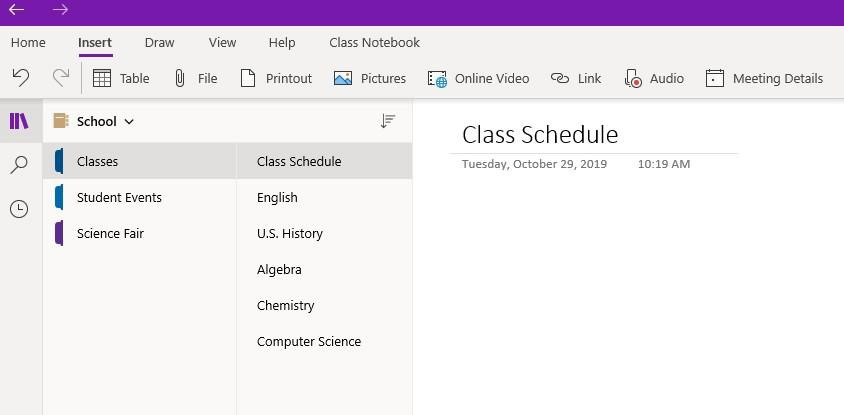 Home Insert Draw View Help Class Notebook
Table File Printout Pictures Online Video Link Audio Meeting Details
School
Classes
Student Events
Science Fair
Class Schedule
English
U.S. History
Algebra
Chemistry
Computer Science
Class Schedule
Tuesday, October 29, 2019 10:19 AM